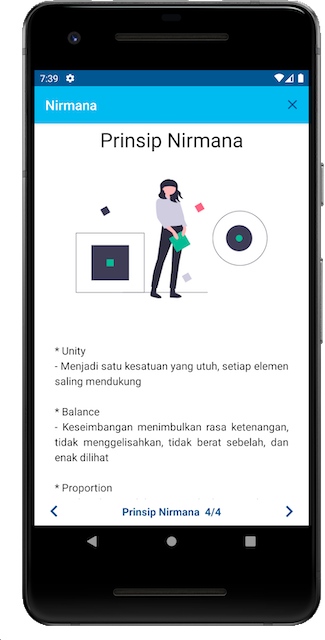 7:39
Nirmana
Prinsip Nirmana
* Unity
- Menjadi satu kesatuan yang utuh, setiap elemen
saling mendukung
* Balance
- Keseimbangan menimbulkan rasa ketenangan,
tidak menggelisahkan, tidak berat sebelah, dan
enak dilihat
* Proportion
Prinsip Nirmana 4/4